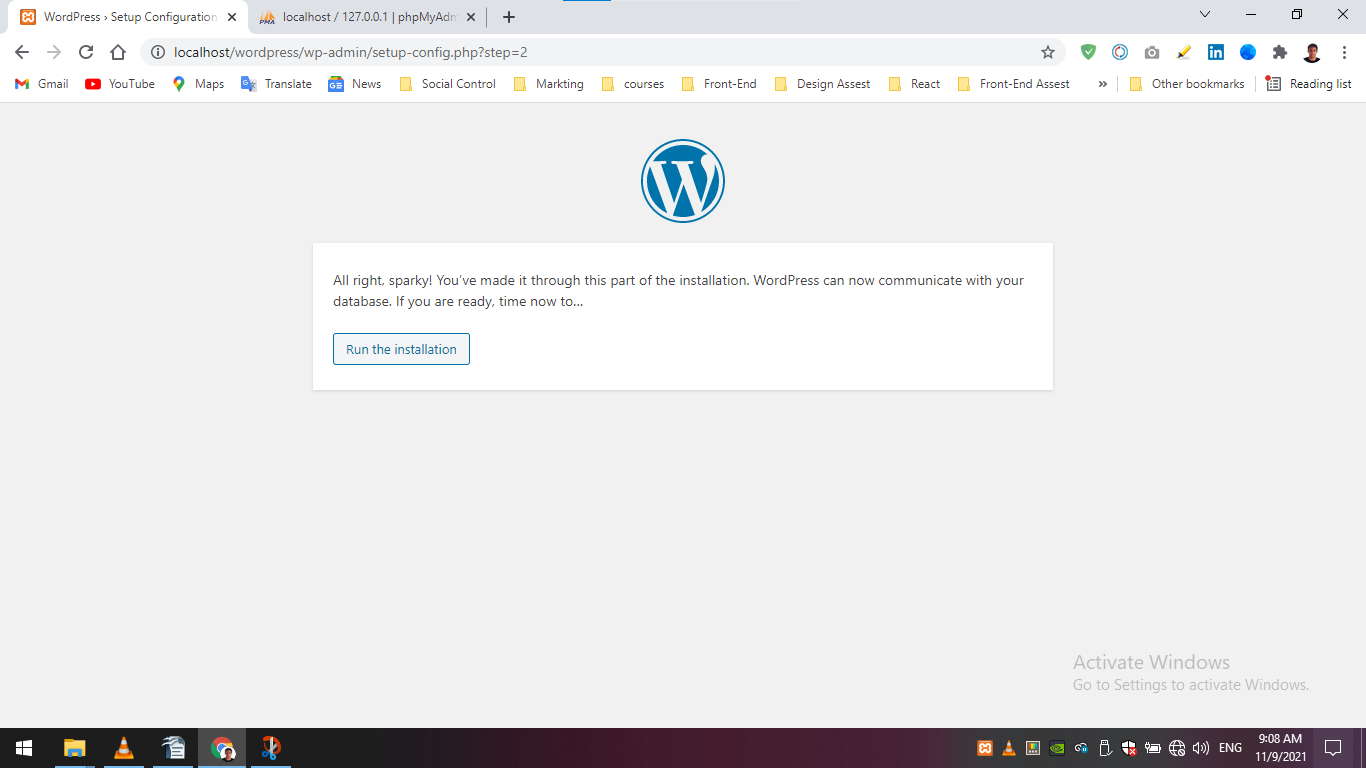 WordPress › Setup Configuration
localhost / 127.0.0.1 | phpMyAdm
localhost/wordpress/wp-admin/setup-config.php?step=2
Gmail YouTube Maps Translate News Social Control Markting courses Front-End Design Assest React Front-End Assest » Other bookmarks Reading list
All right, sparky! You’ve made it through this part of the installation. WordPress can now communicate with your
database. If you are ready, time now to…
Run the installation
Activate Windows
Go to Settings to activate Windows.
ENG
9:08 AM
11/9/2021